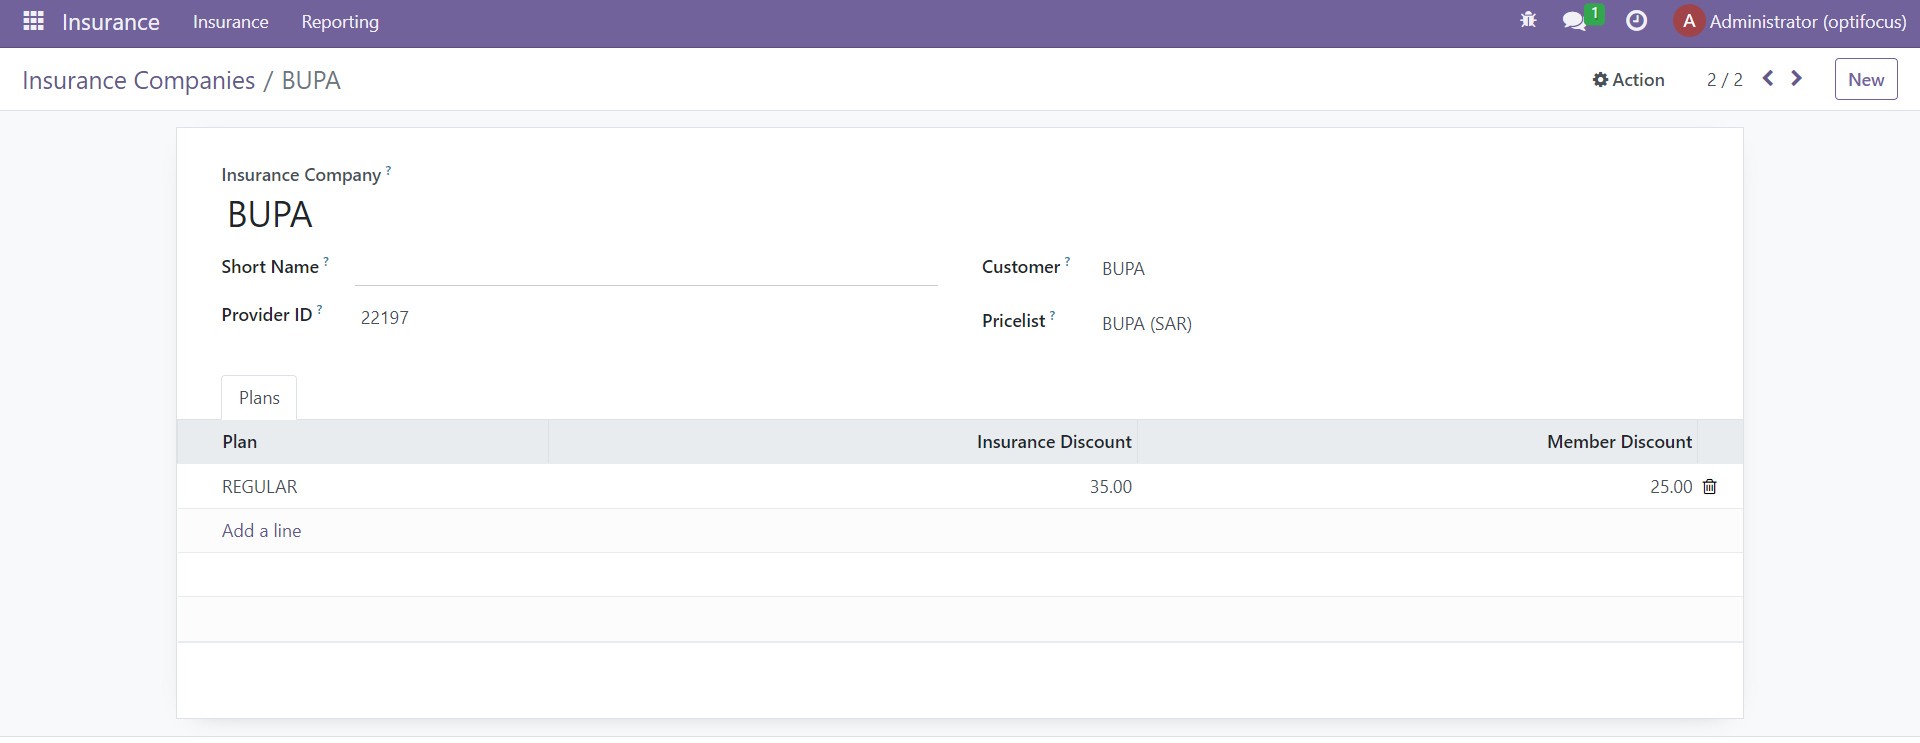 Insurance Insurance Reporting 1 A Administrator (optifocus)
Insurance Companies / BUPA Action 2 / 2 New
Insurance Company ?
BUPA
Short Name ? Customer ? BUPA
Provider ID ? 22197 Pricelist ? BUPA (SAR)
Plans
Plan Insurance Discount Member Discount
REGULAR 35.00 25.00
Add a line